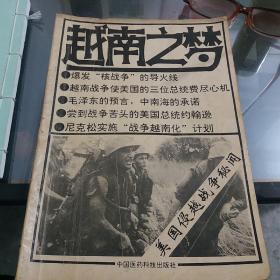 越南之梦
●爆发“核战争”的导火线
●越南战争使美国的三位总统费尽心机
●毛泽东的预言,中南海的承诺
●尝到战争苦头的美国总统约翰逊
●尼克松实施“战争越南化”计划
美国侵越战争秘闻
中国医药科技出版社